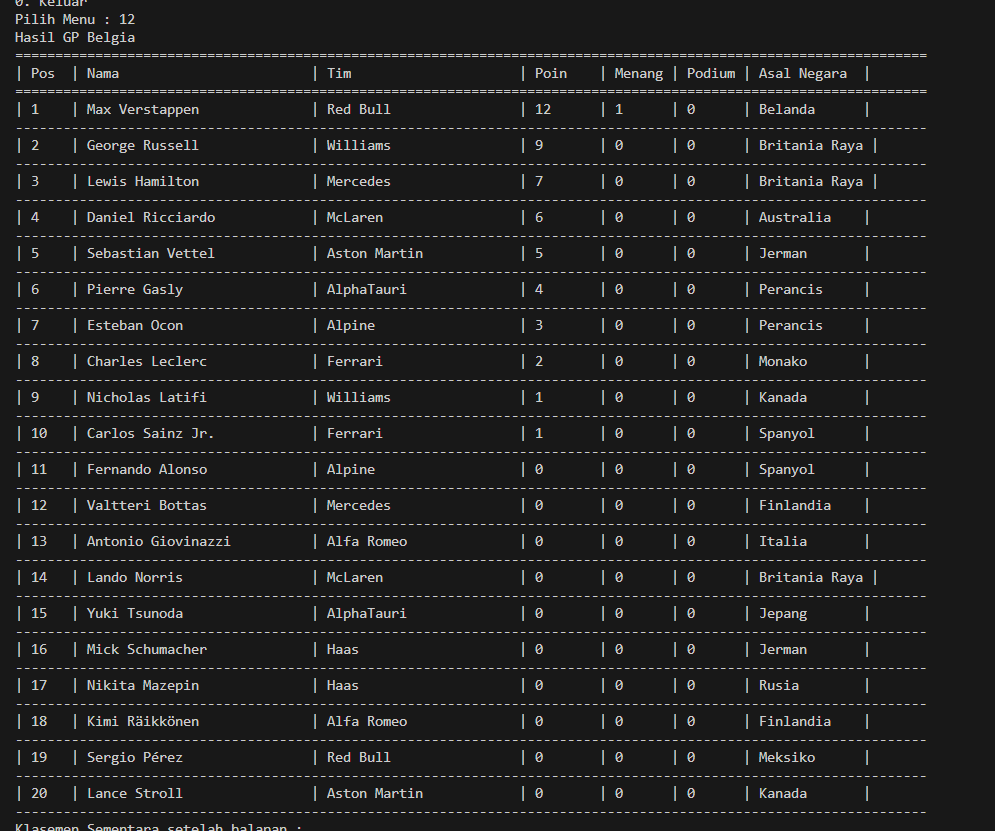 0. Keluar
Pilih Menu : 12
Hasil GP Belgia
==================================================================================================================
| Pos  | Nama                        | Tim                     | Poin    | Menang | Podium | Asal Negara  |
==================================================================================================================
| 1    | Max Verstappen              | Red Bull                | 12      | 1      | 0      | Belanda      |
------------------------------------------------------------------------------------------------------------------
| 2    | George Russell              | Williams                | 9       | 0      | 0      | Britania Raya |
------------------------------------------------------------------------------------------------------------------
| 3    | Lewis Hamilton              | Mercedes                | 7       | 0      | 0      | Britania Raya |
------------------------------------------------------------------------------------------------------------------
| 4    | Daniel Ricciardo            | McLaren                 | 6       | 0      | 0      | Australia    |
------------------------------------------------------------------------------------------------------------------
| 5    | Sebastian Vettel            | Aston Martin            | 5       | 0      | 0      | Jerman       |
------------------------------------------------------------------------------------------------------------------
| 6    | Pierre Gasly                | AlphaTauri              | 4       | 0      | 0      | Perancis     |
------------------------------------------------------------------------------------------------------------------
| 7    | Esteban Ocon                | Alpine                  | 3       | 0      | 0      | Perancis     |
------------------------------------------------------------------------------------------------------------------
| 8    | Charles Leclerc             | Ferrari                 | 2       | 0      | 0      | Monako       |
------------------------------------------------------------------------------------------------------------------
| 9    | Nicholas Latifi             | Williams                | 1       | 0      | 0      | Kanada       |
------------------------------------------------------------------------------------------------------------------
| 10   | Carlos Sainz Jr.            | Ferrari                 | 1       | 0      | 0      | Spanyol      |
------------------------------------------------------------------------------------------------------------------
| 11   | Fernando Alonso             | Alpine                  | 0       | 0      | 0      | Spanyol      |
------------------------------------------------------------------------------------------------------------------
| 12   | Valtteri Bottas             | Mercedes                | 0       | 0      | 0      | Finlandia    |
------------------------------------------------------------------------------------------------------------------
| 13   | Antonio Giovinazzi          | Alfa Romeo              | 0       | 0      | 0      | Italia       |
------------------------------------------------------------------------------------------------------------------
| 14   | Lando Norris                | McLaren                 | 0       | 0      | 0      | Britania Raya |
------------------------------------------------------------------------------------------------------------------
| 15   | Yuki Tsunoda                | AlphaTauri              | 0       | 0      | 0      | Jepang       |
------------------------------------------------------------------------------------------------------------------
| 16   | Mick Schumacher             | Haas                    | 0       | 0      | 0      | Jerman       |
------------------------------------------------------------------------------------------------------------------
| 17   | Nikita Mazepin              | Haas                    | 0       | 0      | 0      | Rusia        |
------------------------------------------------------------------------------------------------------------------
| 18   | Kimi Räikkönen              | Alfa Romeo              | 0       | 0      | 0      | Finlandia    |
------------------------------------------------------------------------------------------------------------------
| 19   | Sergio Pérez                | Red Bull                | 0       | 0      | 0      | Meksiko      |
------------------------------------------------------------------------------------------------------------------
| 20   | Lance Stroll                | Aston Martin            | 0       | 0      | 0      | Kanada       |
------------------------------------------------------------------------------------------------------------------
Klasemen Sementara setelah balapan :